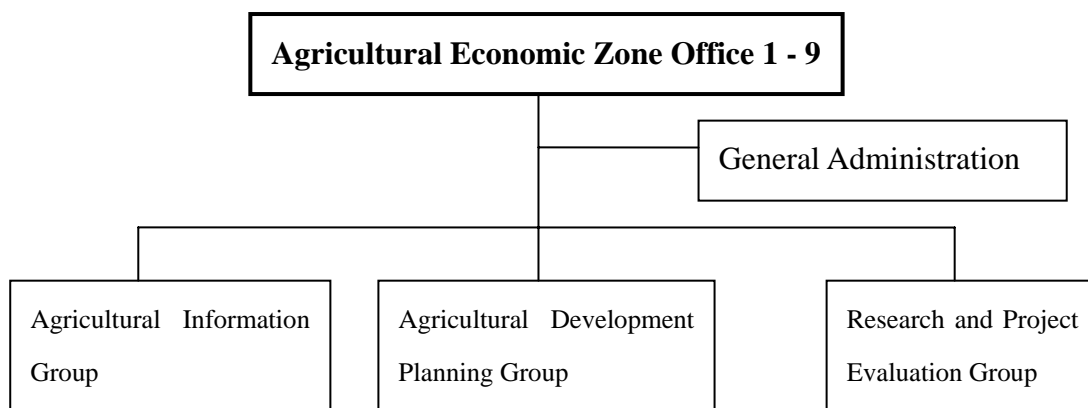 Agricultural Economic Zone Office 1 - 9
General Administration
Agricultural Information
Group
Agricultural Development
Planning Group
Research and Project
Evaluation Group